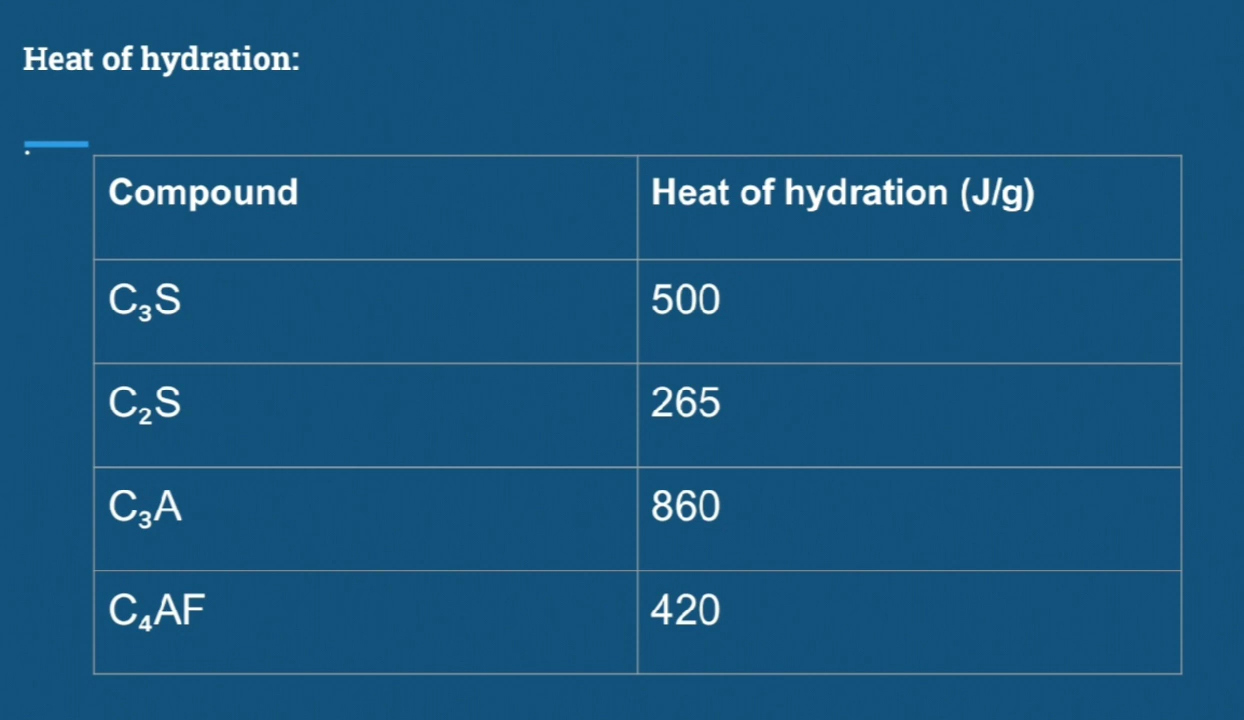 Heat of hydration:
Compound Heat of hydration (J/g)
C₃S 500
C₂S 265
C₃A 860
C₄AF 420